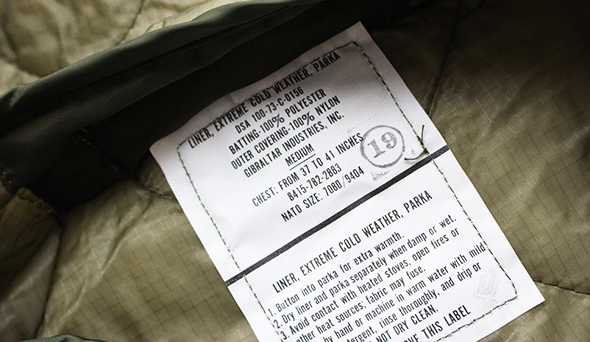 LINER, EXTREME COLD WEATHER, PARKA
DSA 100-73-C-0156
BATTING-100% POLYESTER
OUTER COVERING-100% NYLON
GIBRALTAR INDUSTRIES, INC.
MEDIUM
CHEST: FROM 37 TO 41 INCHES
8415-782-2883
NATO SIZE: 7080/9404
19
LINER, EXTREME COLD WEATHER, PARKA
1. Button into parka for extra warmth.
2. Dry liner and parka separately when damp or wet.
3. Avoid contact with heated stoves, open fires or
other heat sources, fabric may fuse.
by hand or machine in warm water with mild
rinse thoroughly, and drip or
NOT DRY CLEAN.
THIS LABEL